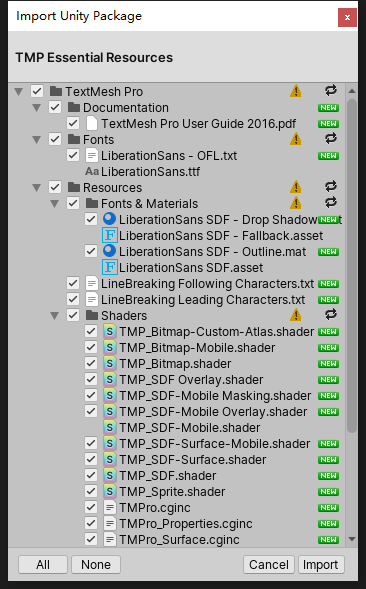 Import Unity Package
x
TMP Essential Resources
TextMesh Pro
Documentation NEW
TextMesh Pro User Guide 2016.pdf NEW
Fonts
LiberationSans - OFL.txt NEW
Aa LiberationSans.ttf
Resources
Fonts & Materials
LiberationSans SDF - Drop Shadow NEW
F LiberationSans SDF - Fallback.asset
LiberationSans SDF - Outline.mat NEW
F LiberationSans SDF.asset
LineBreaking Following Characters.txt NEW
LineBreaking Leading Characters.txt NEW
Shaders
S TMP_Bitmap-Custom-Atlas.shader NEW
S TMP_Bitmap-Mobile.shader NEW
S TMP_Bitmap.shader NEW
S TMP_SDF Overlay.shader NEW
S TMP_SDF-Mobile Masking.shader NEW
S TMP_SDF-Mobile Overlay.shader NEW
S TMP_SDF-Mobile.shader
S TMP_SDF-Surface-Mobile.shader NEW
S TMP_SDF-Surface.shader NEW
S TMP_SDF.shader NEW
S TMP_Sprite.shader NEW
TMPro.cginc NEW
TMPro_Properties.cginc NEW
TMPro_Surface.cginc NEW
All None Cancel Import